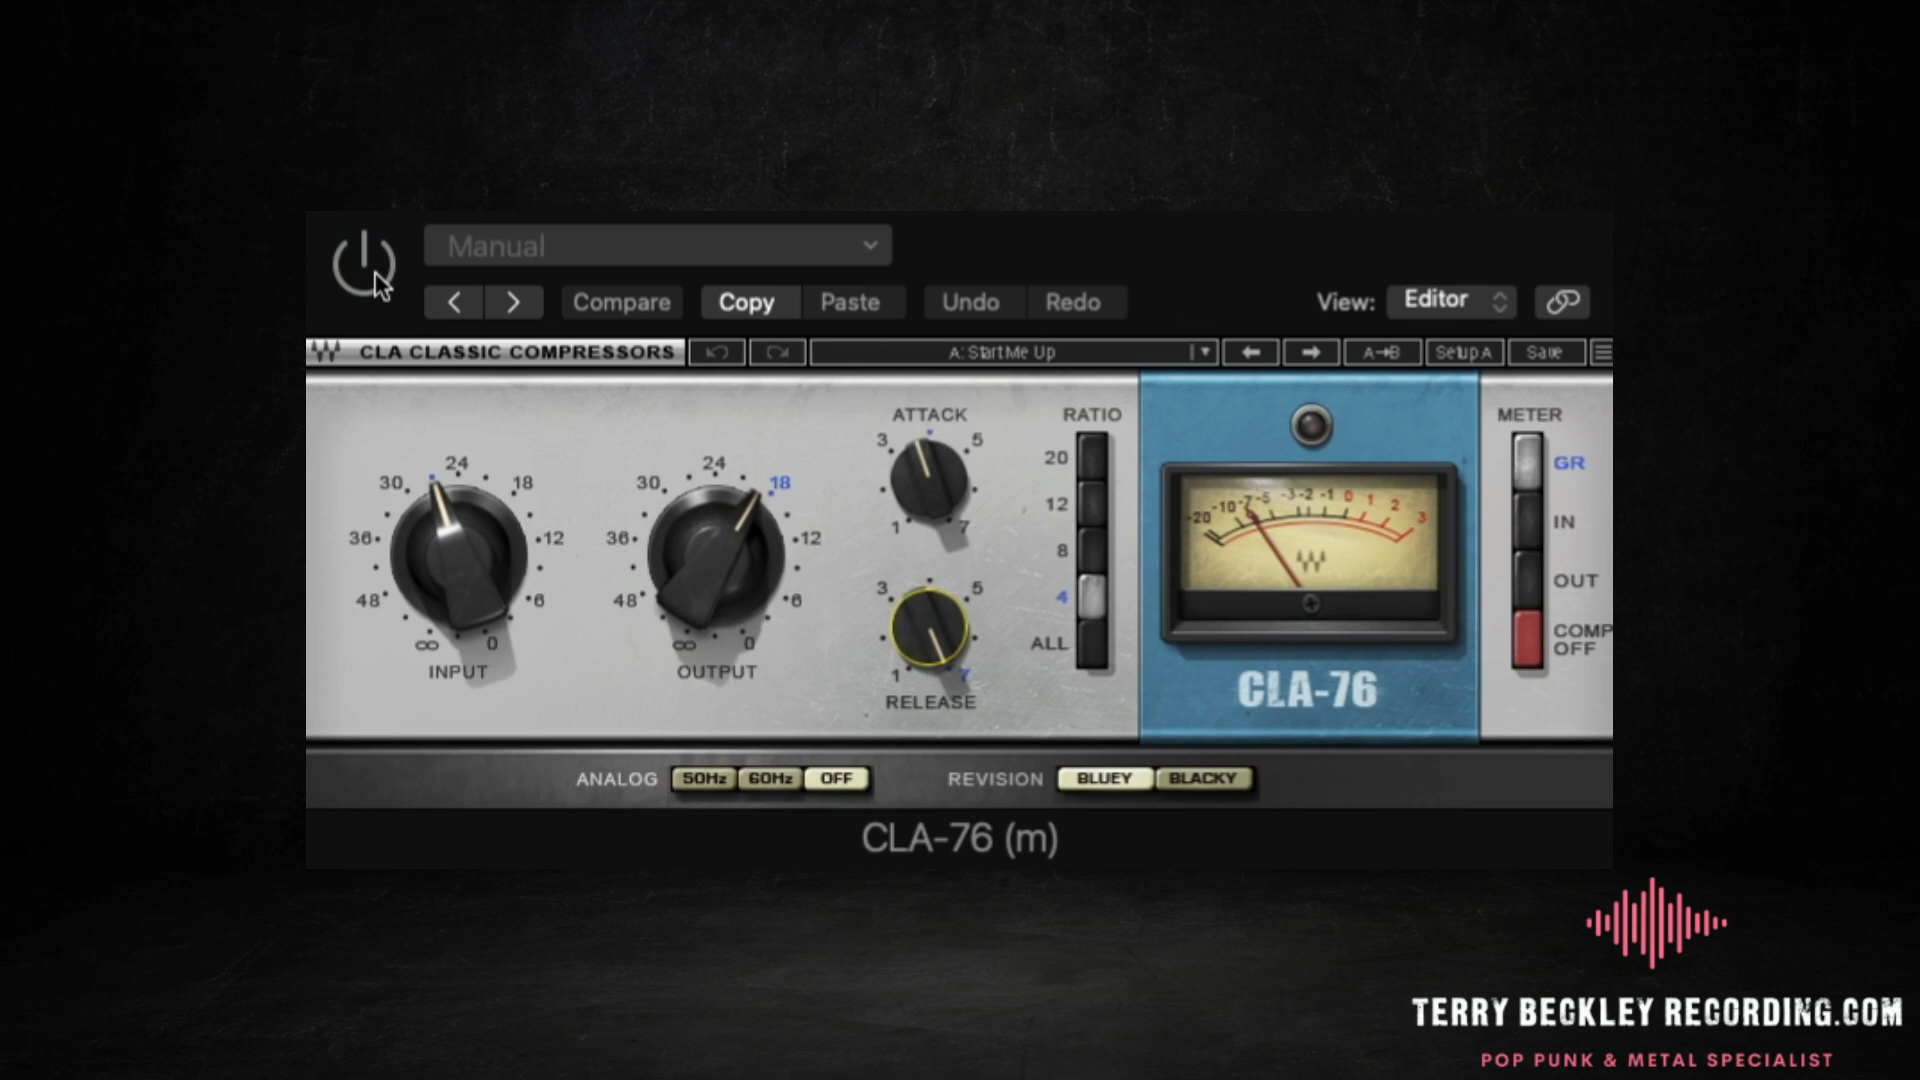 Manual
Compare Copy Paste Undo Redo View: Editor
CLA CLASSIC COMPRESSORS A: Start Me Up A→B Setup A Save
ATTACK RATIO METER
3 5
24 24 20 -20 -10 -7 -5 -3 -2 -1 0 1 2 3 GR
30 18 30 18
12 IN
36 12 36 12 1 7
8
48 6 48 6 3 5 4 OUT
∞ 0 ∞ 0 ALL COMP
OFF
INPUT OUTPUT 1 7
RELEASE CLA-76
ANALOG 50Hz 60Hz OFF REVISION BLUEY BLACKY
CLA-76 (m)
TERRY BECKLEY RECORDING.COM
POP PUNK & METAL SPECIALIST